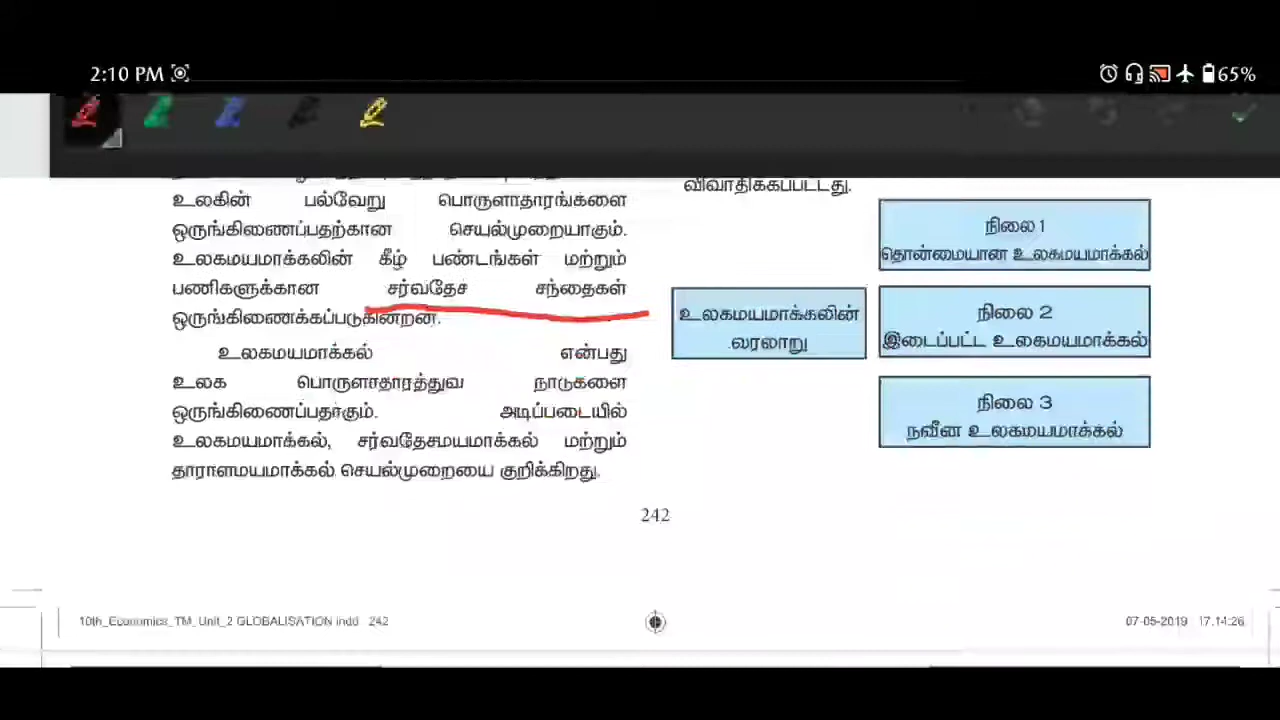 2:10 PM
65%
உலகின் பல்வேறு பொருளாதாரங்களை
ஒருங்கிணைப்பதற்கான செயல்முறையாகும்.
உலகமயமாக்கலின் கீழ் பண்டங்கள் மற்றும்
பணிகளுக்கான சர்வதேச சந்தைகள்
ஒருங்கிணைக்கப்படுகின்றன.
உலகமயமாக்கல் என்பது
உலக பொருளாதாரத்துவ நாடுகளை
ஒருங்கிணைப்பதாகும். அடிப்படையில்
உலகமயமாக்கல், சர்வதேசமயமாக்கல் மற்றும்
தாராளமயமாக்கல் செயல்முறையை குறிக்கிறது.
விவாதிக்கப்பட்டது.
உலகமயமாக்கலின்
வரலாறு
நிலை 1
தொன்மையான உலகமயமாக்கல்
நிலை 2
இடைப்பட்ட உலகமயமாக்கல்
நிலை 3
நவீன உலகமயமாக்கல்
242
10th_Economics_TM_Unit_2 GLOBALISATION indd 242
07-05-2019 17.14:26